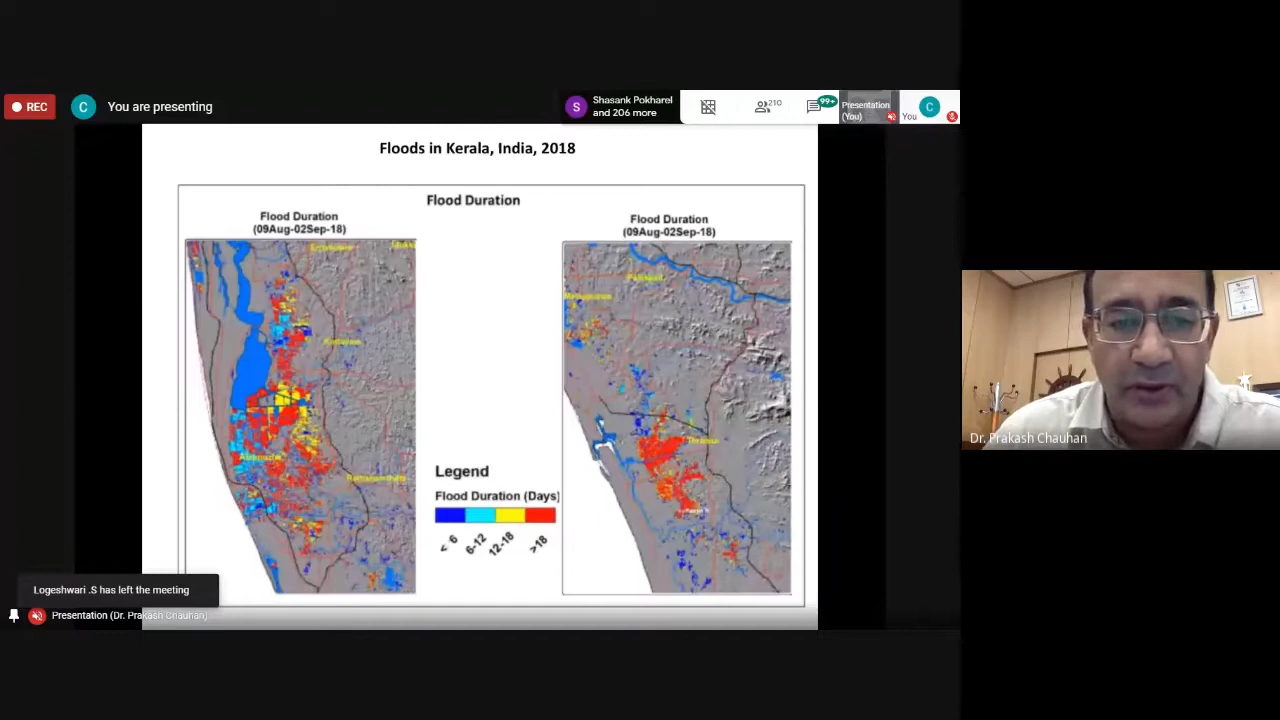 REC
C
You are presenting
S
Shasank Pokharel
and 206 more
210
99+
Presentation
(You)
You
C
Floods in Kerala, India, 2018
Flood Duration
Flood Duration
(09Aug-02Sep-18)
Flood Duration
(09Aug-02Sep-18)
Legend
Flood Duration (Days)
< 6
6-12
12-18
>18
Dr. Prakash Chauhan
Logeshwari .S has left the meeting
Presentation (Dr. Prakash Chauhan)